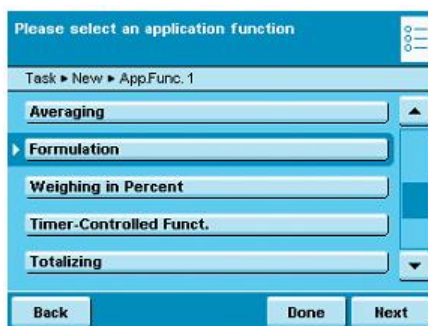 Please select an application function
Task ▸ New ▸ App.Func. 1
Averaging
Formulation
Weighing in Percent
Timer-Controlled Funct.
Totalizing
Back Done Next